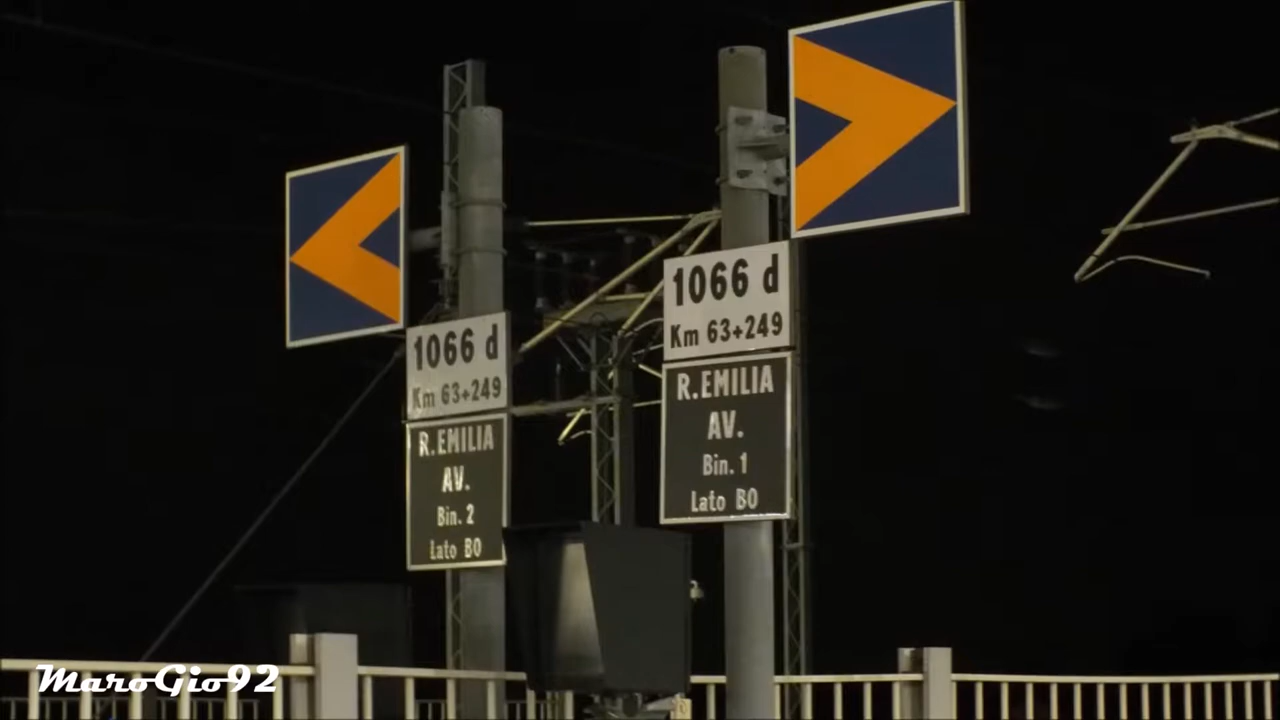 1066 d
Km 63+249
R.EMILIA
AV.
Bin. 2
Lato BO
1066 d
Km 63+249
R.EMILIA
AV.
Bin. 1
Lato BO
MaroGio92